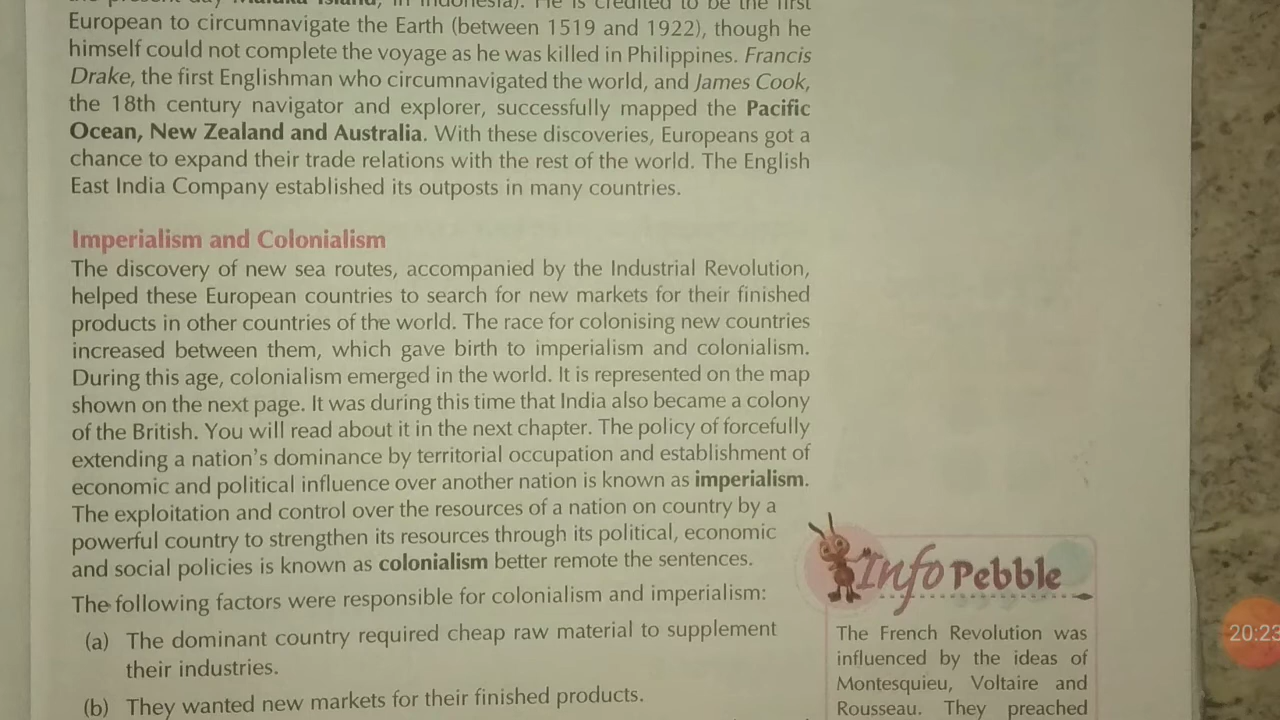 the present day Maluku Island, in Indonesia). He is credited to be the first
European to circumnavigate the Earth (between 1519 and 1922), though he
himself could not complete the voyage as he was killed in Philippines. Francis
Drake, the first Englishman who circumnavigated the world, and James Cook,
the 18th century navigator and explorer, successfully mapped the Pacific
Ocean, New Zealand and Australia. With these discoveries, Europeans got a
chance to expand their trade relations with the rest of the world. The English
East India Company established its outposts in many countries.
Imperialism and Colonialism
The discovery of new sea routes, accompanied by the Industrial Revolution,
helped these European countries to search for new markets for their finished
products in other countries of the world. The race for colonising new countries
increased between them, which gave birth to imperialism and colonialism.
During this age, colonialism emerged in the world. It is represented on the map
shown on the next page. It was during this time that India also became a colony
of the British. You will read about it in the next chapter. The policy of forcefully
extending a nation's dominance by territorial occupation and establishment of
economic and political influence over another nation is known as imperialism.
The exploitation and control over the resources of a nation on country by a
powerful country to strengthen its resources through its political, economic
and social policies is known as colonialism better remote the sentences.
The following factors were responsible for colonialism and imperialism:
(a) The dominant country required cheap raw material to supplement
their industries.
(b) They wanted new markets for their finished products.
Info Pebble
The French Revolution was
influenced by the ideas of
Montesquieu, Voltaire and
Rousseau. They preached
20:23